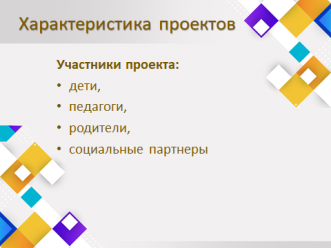 Характеристика проектов
Участники проекта:
• дети,
• педагоги,
• родители,
• социальные партнеры